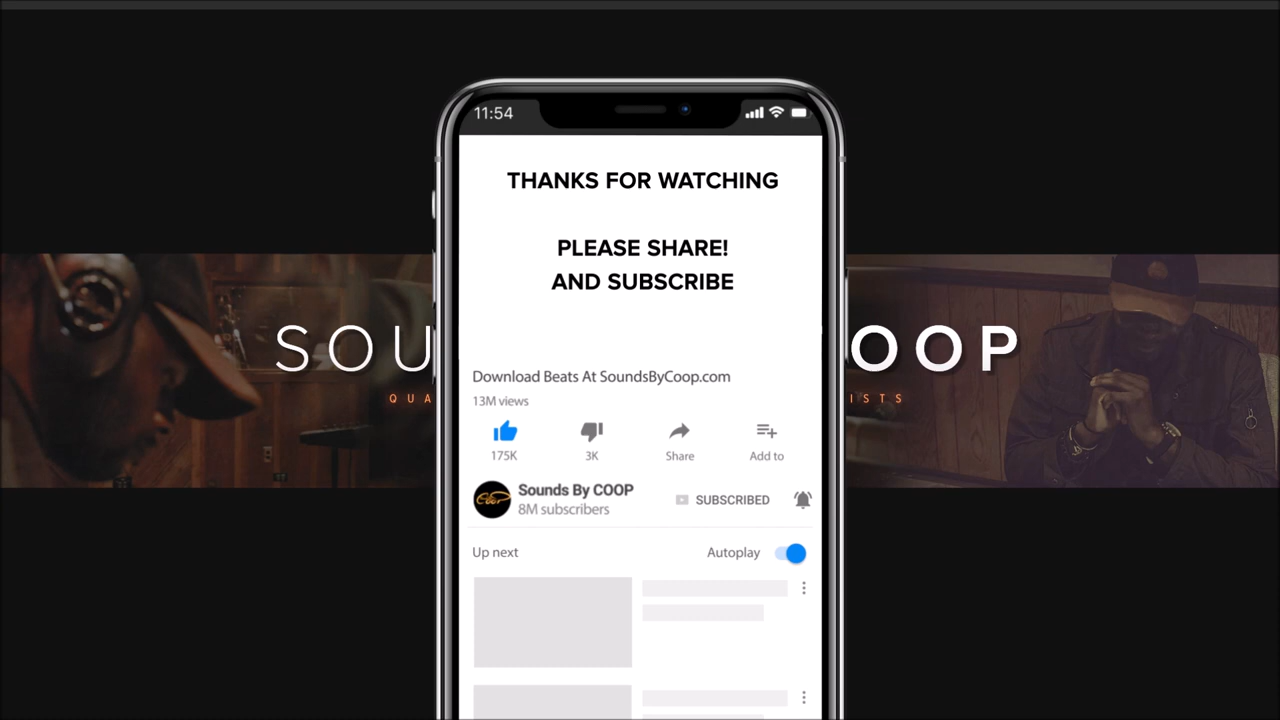 11:54
THANKS FOR WATCHING
PLEASE SHARE!
AND SUBSCRIBE
SOU OOP
QUA ISTS
Download Beats At SoundsByCoop.com
13M views
175K 3K Share Add to
Coop Sounds By COOP SUBSCRIBED
8M subscribers
Up next Autoplay